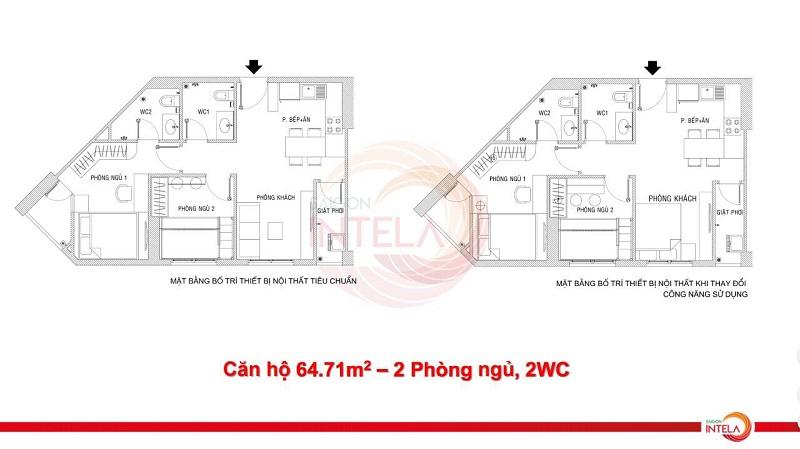 WC2
WC1
P. BẾP+ĂN
PHÒNG NGỦ 1
PHÒNG NGỦ 2
PHÒNG KHÁCH
GIẶT PHƠI
MẶT BẰNG BỐ TRÍ THIẾT BỊ NỘI THẤT TIÊU CHUẨN
WC2
WC1
P. BẾP+ĂN
PHÒNG NGỦ 1
PHÒNG NGỦ 2
PHÒNG KHÁCH
GIẶT PHƠI
MẶT BẰNG BỐ TRÍ THIẾT BỊ NỘI THẤT KHI THAY ĐỔI
CÔNG NĂNG SỬ DỤNG
SAIGON
INTELA
Căn hộ 64.71m² – 2 Phòng ngủ, 2WC
SAIGON
INTELA